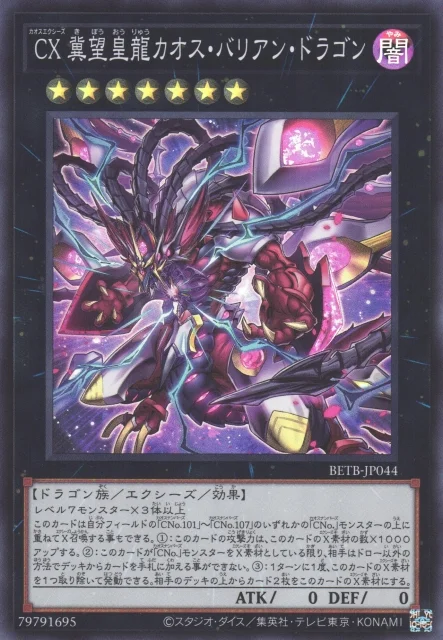 カオスエクシーズ きぼうおうりゅう
CX 冀望皇龍カオス・バリアン・ドラゴン
やみ
闇
BETB-JP044
【ドラゴン族/エクシーズ/効果】
レベル7モンスター×3体以上
このカードは自分フィールドの「CNo.101」~「CNo.107」のいずれかの「CNo.」モンスターの上に
重ねてX召喚する事もできる。①:このカードの攻撃力は、このカードのX素材の数×1000
アップする。②:このカードが「CNo.」モンスターをX素材としている限り、相手はドロー以外の
方法でデッキからカードを手札に加える事ができない。③:1ターンに1度、このカードのX素材
を1つ取り除いて発動できる。相手のデッキの上からカード2枚をこのカードのX素材にする。
ATK/ 0 DEF/ 0
79791695 ©スタジオ・ダイス/集英社・テレビ東京・KONAMI